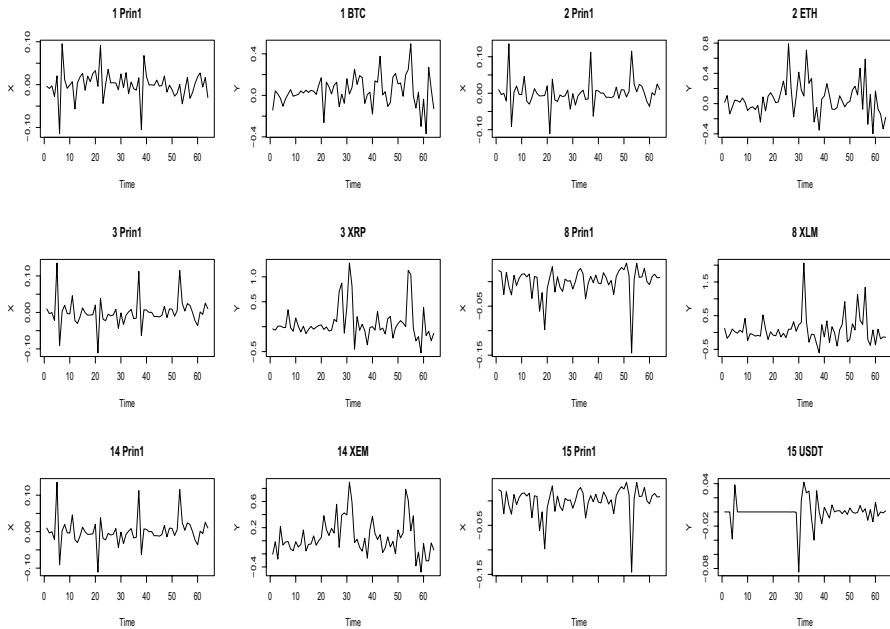 1 Prin1
X
−0.10 0.00 0.10
0 10 20 30 40 50 60
Time
1 BTC
Y
−0.4 0.0 0.4
0 10 20 30 40 50 60
Time
2 Prin1
X
−0.10 0.00 0.10
0 10 20 30 40 50 60
Time
2 ETH
Y
−0.4 0.0 0.4 0.8
0 10 20 30 40 50 60
Time
3 Prin1
X
−0.10 0.00 0.10
0 10 20 30 40 50 60
Time
3 XRP
Y
−0.5 0.5 1.0
0 10 20 30 40 50 60
Time
8 Prin1
X
−0.15 −0.05
0 10 20 30 40 50 60
Time
8 XLM
Y
−0.5 0.5 1.5
0 10 20 30 40 50 60
Time
14 Prin1
X
−0.10 0.00 0.10
0 10 20 30 40 50 60
Time
14 XEM
Y
−0.4 0.2 0.6
0 10 20 30 40 50 60
Time
15 Prin1
X
−0.15 −0.05
0 10 20 30 40 50 60
Time
15 USDT
Y
−0.08 −0.02 0.04
0 10 20 30 40 50 60
Time